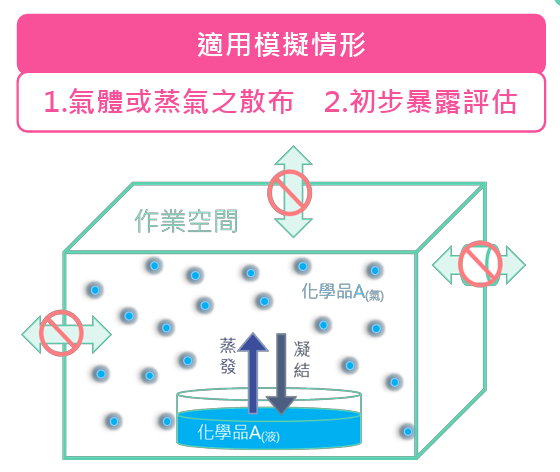 適用模擬情形
1.氣體或蒸氣之散布 2.初步暴露評估
作業空間
化學品A(氣)
蒸發
凝結
化學品A(液)